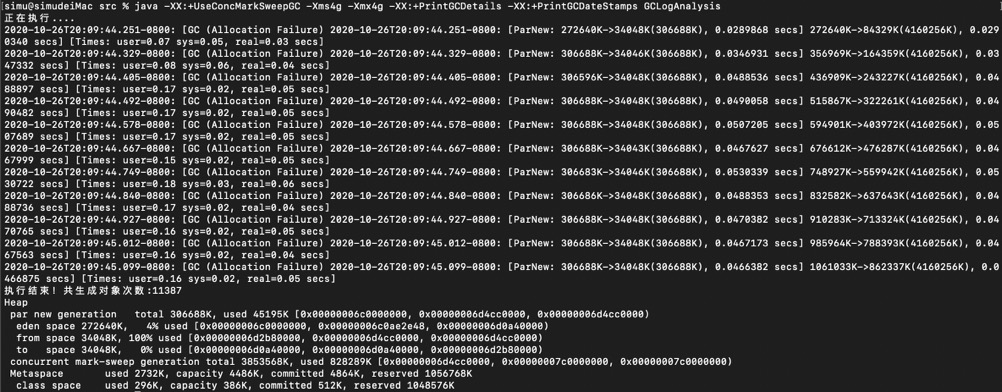 [simu@simudeiMac src % java -XX:+UseConcMarkSweepGC -Xms4g -Xmx4g -XX:+PrintGCDetails -XX:+PrintGCDateStamps GCLogAnalysis
正在执行....
2020-10-26T20:09:44.251-0800: [GC (Allocation Failure) 2020-10-26T20:09:44.251-0800: [ParNew: 272640K->34048K(306688K), 0.0289868 secs] 272640K->84329K(4160256K), 0.029
0340 secs] [Times: user=0.07 sys=0.05, real=0.03 secs]
2020-10-26T20:09:44.329-0800: [GC (Allocation Failure) 2020-10-26T20:09:44.329-0800: [ParNew: 306688K->34048K(306688K), 0.0346931 secs] 356969K->164359K(4160256K), 0.03
47332 secs] [Times: user=0.08 sys=0.06, real=0.04 secs]
2020-10-26T20:09:44.405-0800: [GC (Allocation Failure) 2020-10-26T20:09:44.405-0800: [ParNew: 306596K->34048K(306688K), 0.0488536 secs] 436909K->243227K(4160256K), 0.04
88897 secs] [Times: user=0.17 sys=0.02, real=0.05 secs]
2020-10-26T20:09:44.492-0800: [GC (Allocation Failure) 2020-10-26T20:09:44.492-0800: [ParNew: 306688K->34048K(306688K), 0.0490058 secs] 515867K->322261K(4160256K), 0.04
90482 secs] [Times: user=0.17 sys=0.02, real=0.05 secs]
2020-10-26T20:09:44.578-0800: [GC (Allocation Failure) 2020-10-26T20:09:44.578-0800: [ParNew: 306688K->34048K(306688K), 0.0507205 secs] 594901K->403972K(4160256K), 0.05
07689 secs] [Times: user=0.17 sys=0.02, real=0.05 secs]
2020-10-26T20:09:44.667-0800: [GC (Allocation Failure) 2020-10-26T20:09:44.667-0800: [ParNew: 306688K->34043K(306688K), 0.0467627 secs] 676612K->476287K(4160256K), 0.04
67999 secs] [Times: user=0.15 sys=0.02, real=0.05 secs]
2020-10-26T20:09:44.749-0800: [GC (Allocation Failure) 2020-10-26T20:09:44.749-0800: [ParNew: 306683K->34046K(306688K), 0.0530339 secs] 748927K->559942K(4160256K), 0.05
30722 secs] [Times: user=0.18 sys=0.03, real=0.06 secs]
2020-10-26T20:09:44.840-0800: [GC (Allocation Failure) 2020-10-26T20:09:44.840-0800: [ParNew: 306686K->34048K(306688K), 0.0488353 secs] 832582K->637643K(4160256K), 0.04
88736 secs] [Times: user=0.17 sys=0.02, real=0.04 secs]
2020-10-26T20:09:44.927-0800: [GC (Allocation Failure) 2020-10-26T20:09:44.927-0800: [ParNew: 306688K->34048K(306688K), 0.0470382 secs] 910283K->713324K(4160256K), 0.04
70765 secs] [Times: user=0.16 sys=0.02, real=0.05 secs]
2020-10-26T20:09:45.012-0800: [GC (Allocation Failure) 2020-10-26T20:09:45.012-0800: [ParNew: 306688K->34048K(306688K), 0.0467173 secs] 985964K->788393K(4160256K), 0.04
67563 secs] [Times: user=0.16 sys=0.02, real=0.04 secs]
2020-10-26T20:09:45.099-0800: [GC (Allocation Failure) 2020-10-26T20:09:45.099-0800: [ParNew: 306688K->34048K(306688K), 0.0466382 secs] 1061033K->862337K(4160256K), 0.0
466875 secs] [Times: user=0.16 sys=0.02, real=0.05 secs]
执行结束! 共生成对象次数:11387
Heap
par new generation total 306688K, used 45195K [0x00000006c0000000, 0x00000006d4cc0000, 0x00000006d4cc0000)
eden space 272640K, 4% used [0x00000006c0000000, 0x00000006c0ae2e48, 0x00000006d0a40000)
from space 34048K, 100% used [0x00000006d2b80000, 0x00000006d4cc0000, 0x00000006d4cc0000)
to space 34048K, 0% used [0x00000006d0a40000, 0x00000006d0a40000, 0x00000006d2b80000)
concurrent mark-sweep generation total 3853568K, used 828289K [0x00000006d4cc0000, 0x00000007c0000000, 0x00000007c0000000)
Metaspace used 2732K, capacity 4486K, committed 4864K, reserved 1056768K
class space used 296K, capacity 386K, committed 512K, reserved 1048576K